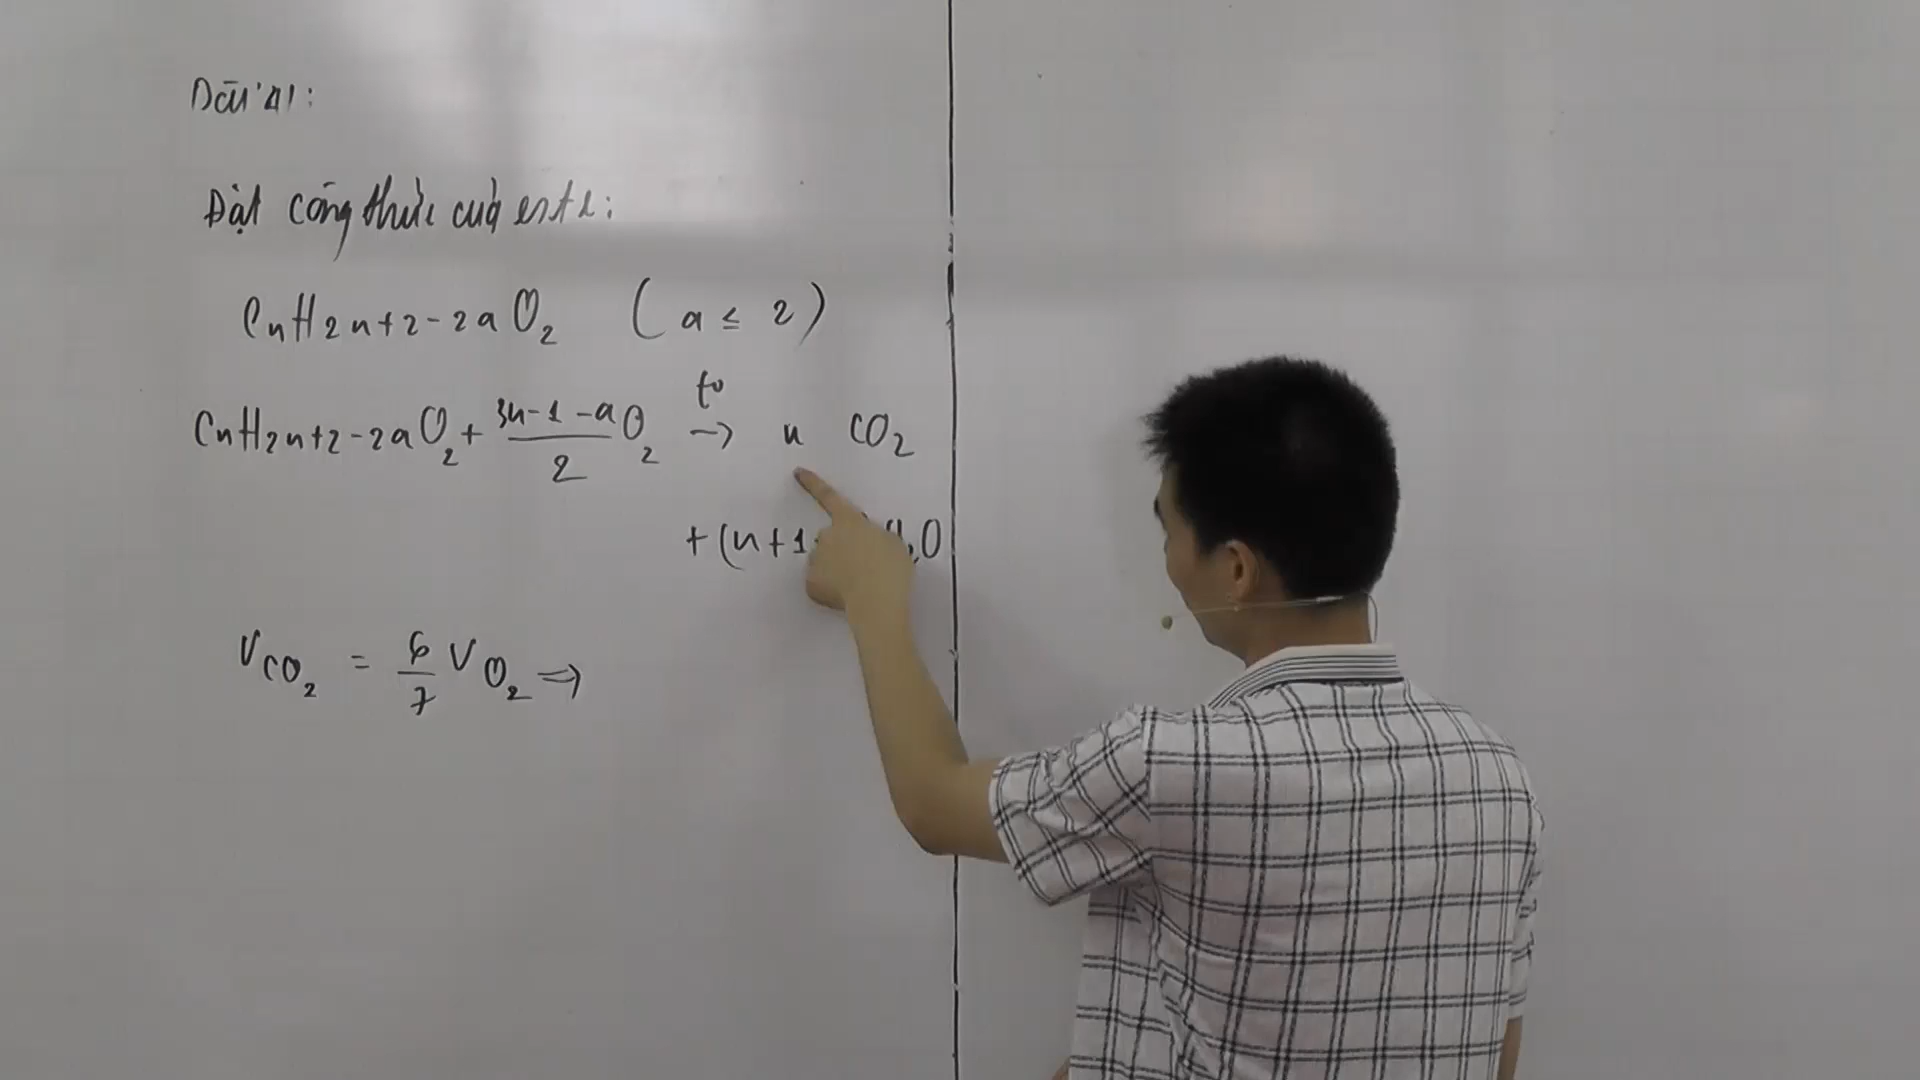 Bài 41:
Đặt công thức của este:
CnH2n+2-2aO2 (a ≤ 2)
CnH2n+2-2aO2 + 3n-1-a/2 O2 t° → n CO2
+ (n+1 O
VCO2 = 6/7 VO2 ⇒